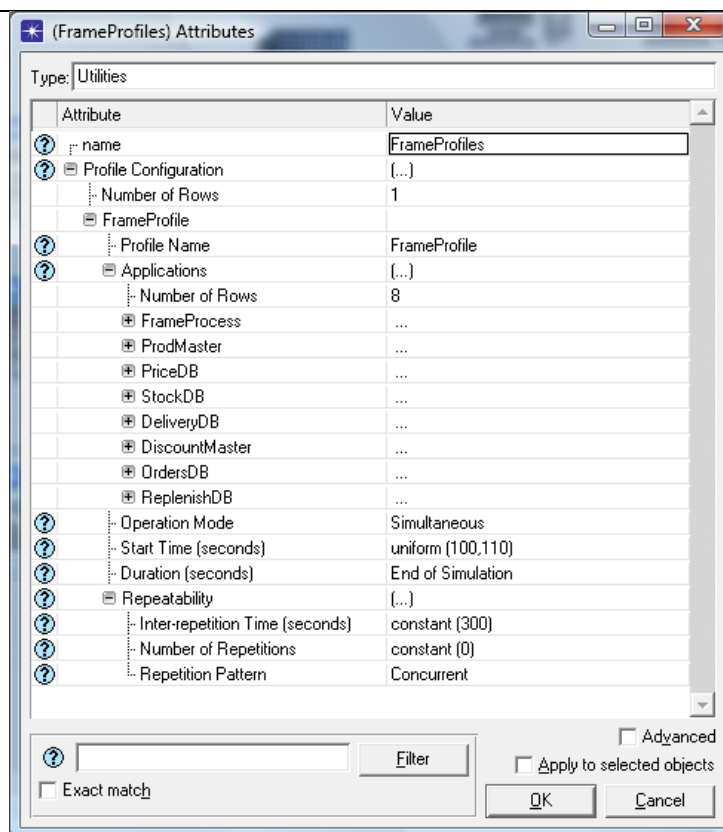 (FrameProfiles) Attributes
Type: Utilities
Attribute Value
name FrameProfiles
Profile Configuration (...)
Number of Rows 1
FrameProfile
Profile Name FrameProfile
Applications (...)
Number of Rows 8
FrameProcess ...
ProdMaster ...
PriceDB ...
StockDB ...
DeliveryDB ...
DiscountMaster ...
OrdersDB ...
ReplenishDB ...
Operation Mode Simultaneous
Start Time (seconds) uniform (100,110)
Duration (seconds) End of Simulation
Repeatability (...)
Inter-repetition Time (seconds) constant (300)
Number of Repetitions constant (0)
Repetition Pattern Concurrent
Advanced
Filter
Apply to selected objects
Exact match
OK Cancel